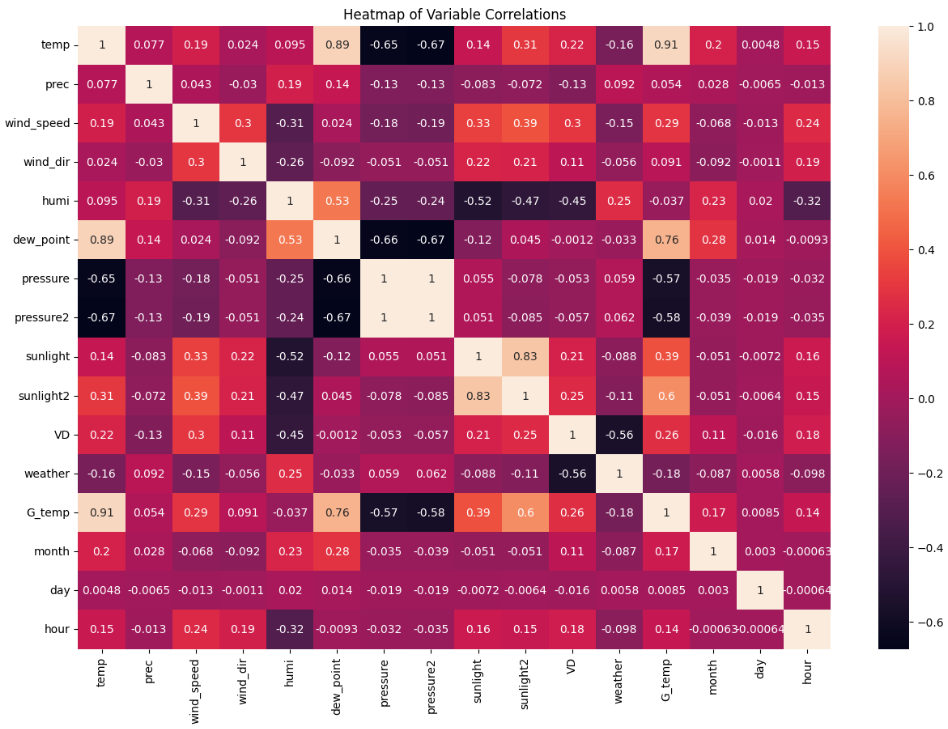 Heatmap of Variable Correlations
temp 1 0.077 0.19 0.024 0.095 0.89 -0.65 -0.67 0.14 0.31 0.22 -0.16 0.91 0.2 0.0048 0.15
prec 0.077 1 0.043 -0.03 0.19 0.14 -0.13 -0.13 -0.083 -0.072 -0.13 0.092 0.054 0.028 -0.0065 -0.013
wind_speed 0.19 0.043 1 0.3 -0.31 0.024 -0.18 -0.19 0.33 0.39 0.3 -0.15 0.29 -0.068 -0.013 0.24
wind_dir 0.024 -0.03 0.3 1 -0.26 -0.092 -0.051 -0.051 0.22 0.21 0.11 -0.056 0.091 -0.092 -0.0011 0.19
humi 0.095 0.19 -0.31 -0.26 1 0.53 -0.25 -0.24 -0.52 -0.47 -0.45 0.25 -0.037 0.23 0.02 -0.32
dew_point 0.89 0.14 0.024 -0.092 0.53 1 -0.66 -0.67 -0.12 0.045 -0.0012 -0.033 0.76 0.28 0.014 -0.0093
pressure -0.65 -0.13 -0.18 -0.051 -0.25 -0.66 1 1 0.055 -0.078 -0.053 0.059 -0.57 -0.035 -0.019 -0.032
pressure2 -0.67 -0.13 -0.19 -0.051 -0.24 -0.67 1 1 0.051 -0.085 -0.057 0.062 -0.58 -0.039 -0.019 -0.035
sunlight 0.14 -0.083 0.33 0.22 -0.52 -0.12 0.055 0.051 1 0.83 0.21 -0.088 0.39 -0.051 -0.0072 0.16
sunlight2 0.31 -0.072 0.39 0.21 -0.47 0.045 -0.078 -0.085 0.83 1 0.25 -0.11 0.6 -0.051 -0.0064 0.15
VD 0.22 -0.13 0.3 0.11 -0.45 -0.0012 -0.053 -0.057 0.21 0.25 1 -0.56 0.26 0.11 -0.016 0.18
weather -0.16 0.092 -0.15 -0.056 0.25 -0.033 0.059 0.062 -0.088 -0.11 -0.56 1 -0.18 -0.087 0.0058 -0.098
G_temp 0.91 0.054 0.29 0.091 -0.037 0.76 -0.57 -0.58 0.39 0.6 0.26 -0.18 1 0.17 0.0085 0.14
month 0.2 0.028 -0.068 -0.092 0.23 0.28 -0.035 -0.039 -0.051 -0.051 0.11 -0.087 0.17 1 0.003 -0.00063
day 0.0048 -0.0065 -0.013 -0.0011 0.02 0.014 -0.019 -0.019 -0.0072 -0.0064 -0.016 0.0058 0.0085 0.003 1 -0.00064
hour 0.15 -0.013 0.24 0.19 -0.32 -0.0093 -0.032 -0.035 0.16 0.15 0.18 -0.098 0.14 -0.00063 -0.00064 1
temp prec wind_speed wind_dir humi dew_point pressure pressure2 sunlight sunlight2 VD weather G_temp month day hour
1.0
0.8
0.6
0.4
0.2
0.0
−0.2
−0.4
−0.6